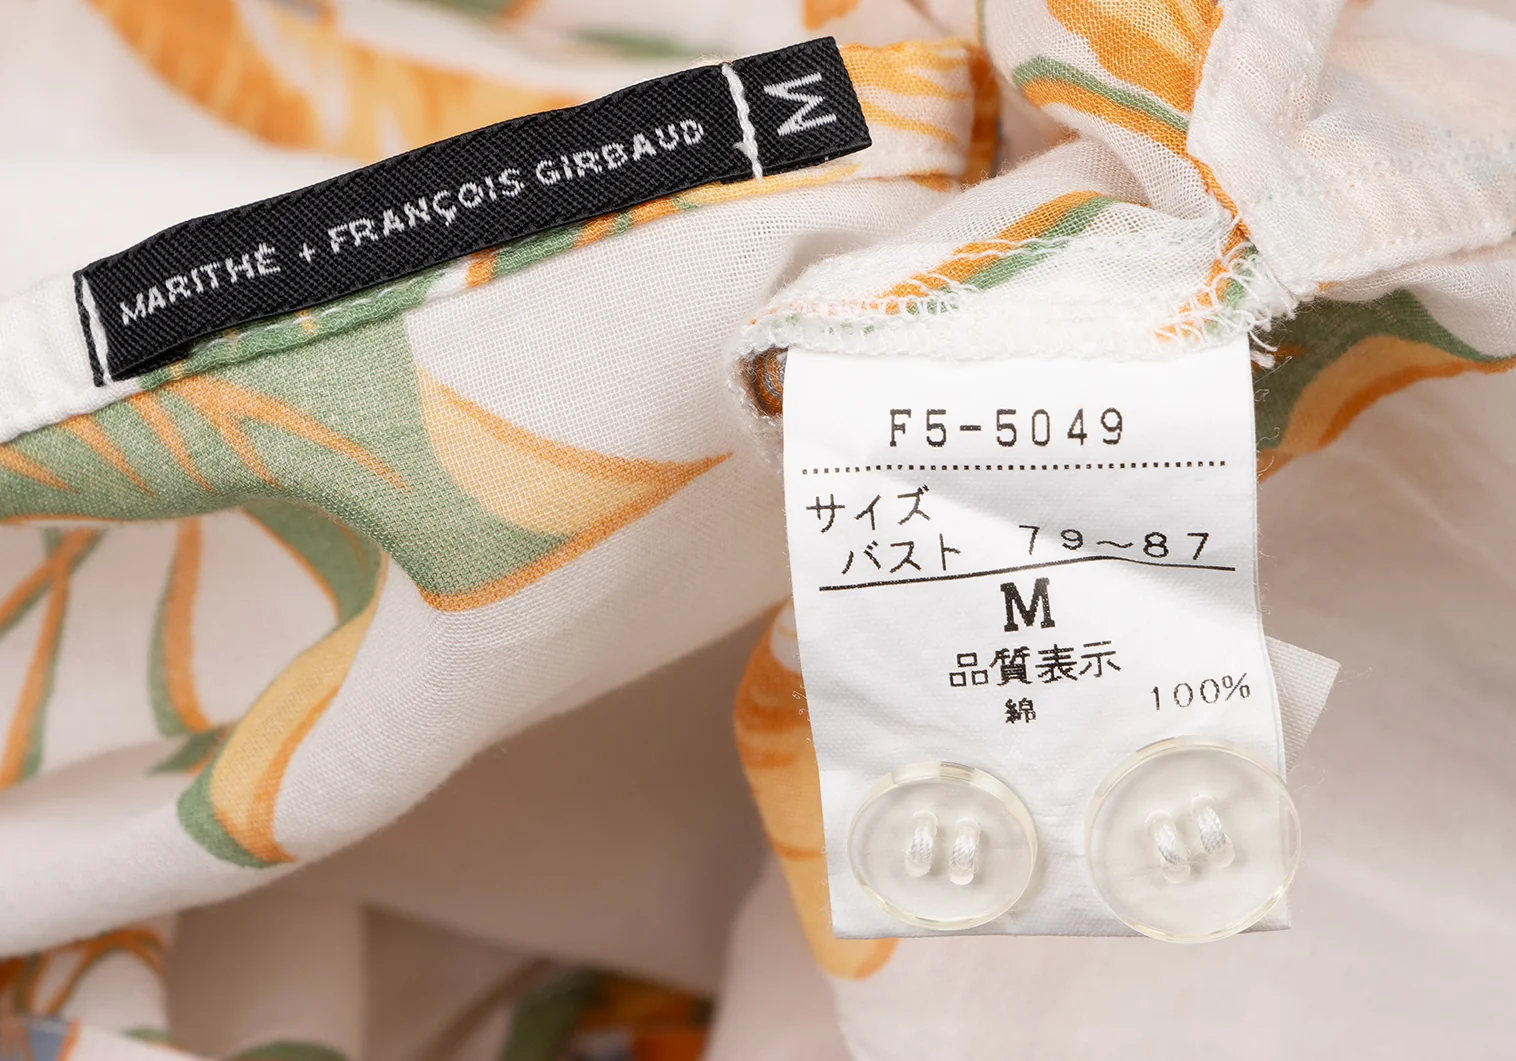 MARITHÉ + FRANÇOIS GIRBAUD
M
F5-5049
サイズ
バスト 79～87
M
品質表示
綿 100%